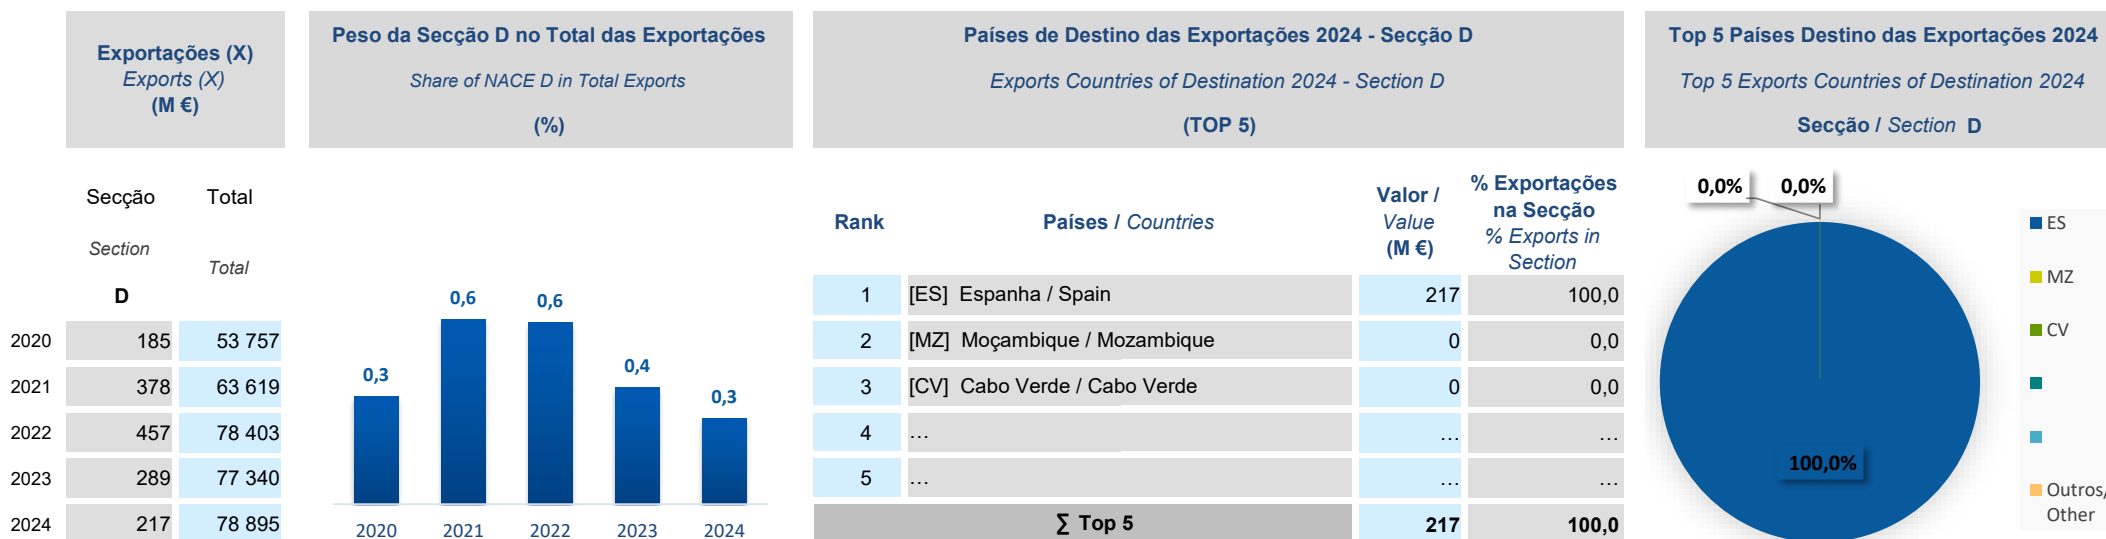 Exportações (X)
Exports (X)
(M €)
Peso da Secção D no Total das Exportações
Share of NACE D in Total Exports
(%)
Países de Destino das Exportações 2024 - Secção D
Exports Countries of Destination 2024 - Section D
(TOP 5)
Top 5 Países Destino das Exportações 2024
Top 5 Exports Countries of Destination 2024
Secção / Section D
Secção Total
Section Total
D
2020 185 53 757
2021 378 63 619
2022 457 78 403
2023 289 77 340
2024 217 78 895
0,3 0,6 0,6 0,4 0,3
2020 2021 2022 2023 2024
Rank
Países / Countries
Valor /
Value
(M €)
% Exportações
na Secção
% Exports in
Section
1 [ES] Espanha / Spain 217 100,0
2 [MZ] Moçambique / Mozambique 0 0,0
3 [CV] Cabo Verde / Cabo Verde 0 0,0
4 … … …
5 … … …
∑ Top 5 217 100,0
0,0% 0,0%
100,0%
ES
MZ
CV
Outros/
Other